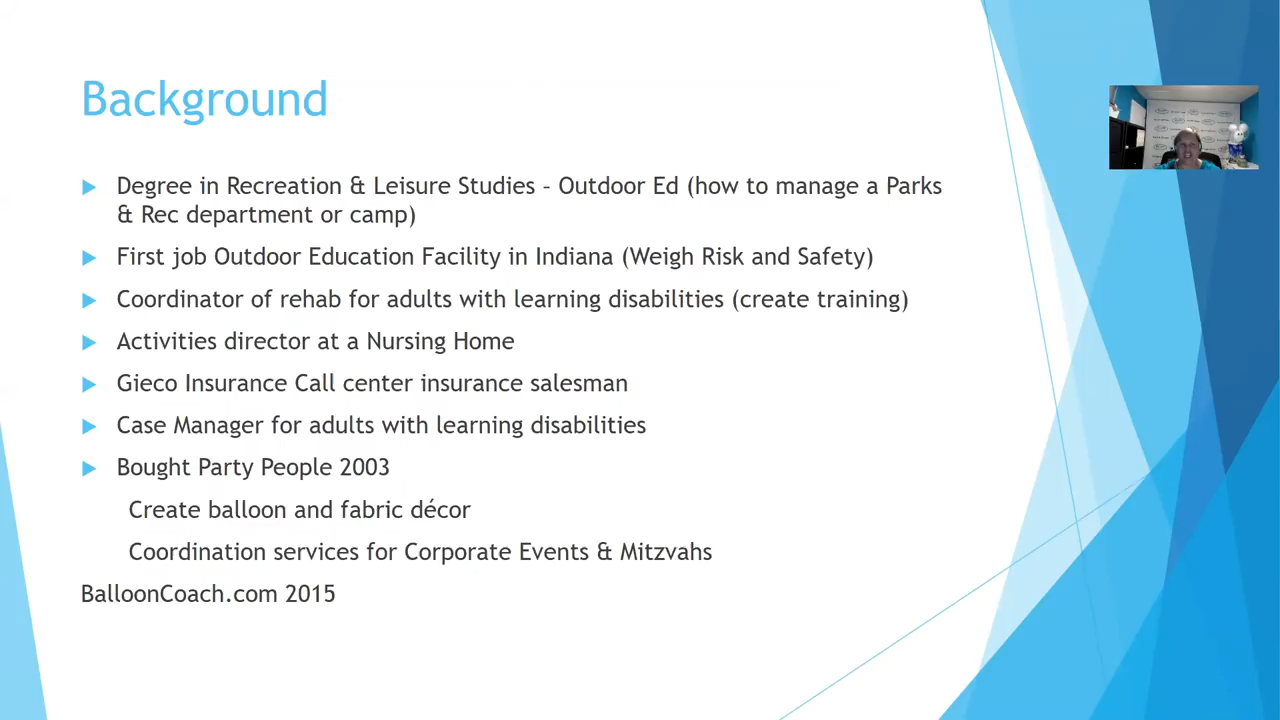 Background
Degree in Recreation & Leisure Studies – Outdoor Ed (how to manage a Parks
& Rec department or camp)
First job Outdoor Education Facility in Indiana (Weigh Risk and Safety)
Coordinator of rehab for adults with learning disabilities (create training)
Activities director at a Nursing Home
Gieco Insurance Call center insurance salesman
Case Manager for adults with learning disabilities
Bought Party People 2003
Create balloon and fabric décor
Coordination services for Corporate Events & Mitzvahs
BalloonCoach.com 2015